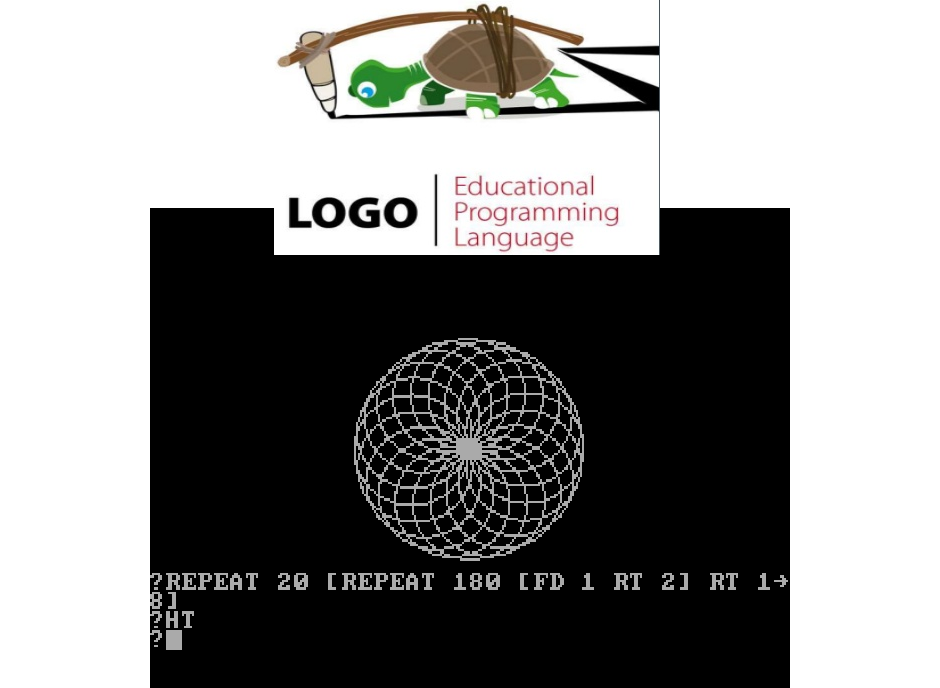 LOGO
Educational
Programming
Language
?REPEAT 20 [REPEAT 180 [FD 1 RT 2] RT 1→
8]
?HT
?